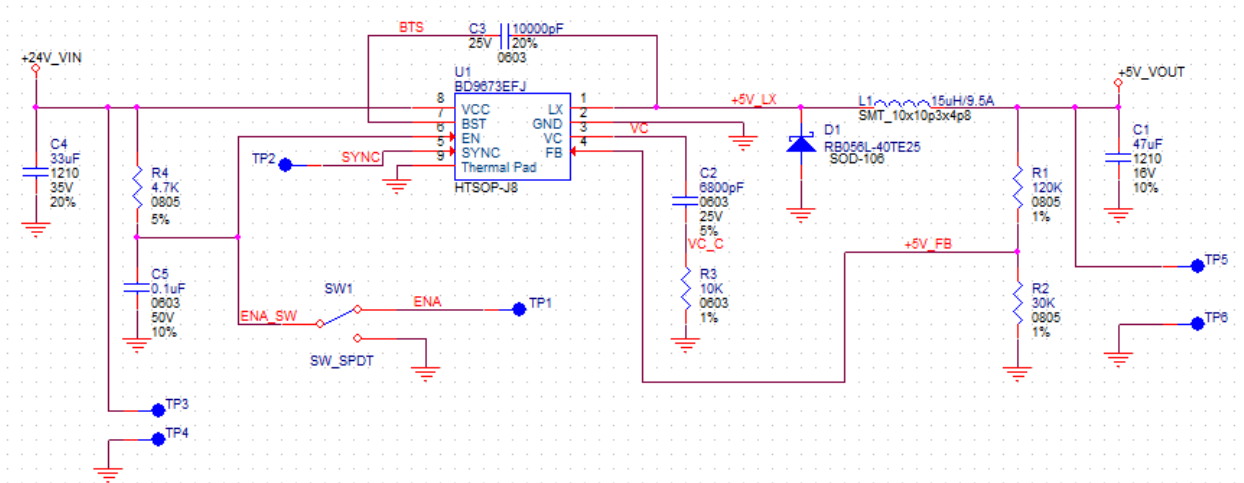 BTS
C3
10000pF
25V
20%
0603
+24V_VIN
U1
BD9673EFJ
8
VCC
LX
1
7
BST
GND
2
6
EN
VC
3
5
SYNC
FB
4
9
Thermal Pad
HTSOP-J8
+5V_LX
VC
L1
15uH/9.5A
SMT_10x10p3x4p8
+5V_VOUT
C4
33uF
1210
35V
20%
R4
4.7K
0805
5%
TP2
SYNC
C2
6800pF
0603
25V
5%
VC_C
D1
RB056L-40TE25
SOD-106
R1
120K
0805
1%
C1
47uF
1210
16V
10%
+5V_FB
C5
0.1uF
0603
50V
10%
SW1
ENA_SW
ENA
TP1
SW_SPDT
R3
10K
0603
1%
R2
30K
0805
1%
TP5
TP6
TP3
TP4